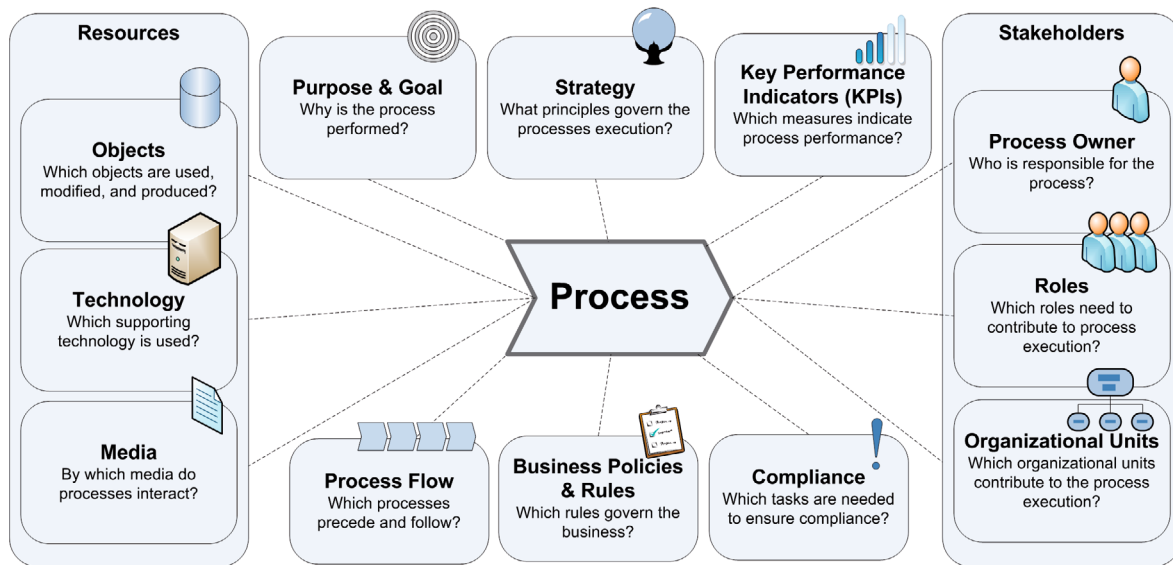 Resources
Objects
Which objects are used,
modified, and produced?
Technology
Which supporting
technology is used?
Media
By which media do
processes interact?
Purpose & Goal
Why is the process
performed?
Strategy
What principles govern the
processes execution?
Key Performance
Indicators (KPIs)
Which measures indicate
process performance?
Process
Process Flow
Which processes
precede and follow?
Business Policies
& Rules
Which rules govern the
business?
Compliance
Which tasks are needed
to ensure compliance?
Stakeholders
Process Owner
Who is responsible for the
process?
Roles
Which roles need to
contribute to process
execution?
Organizational Units
Which organizational units
contribute to the process
execution?